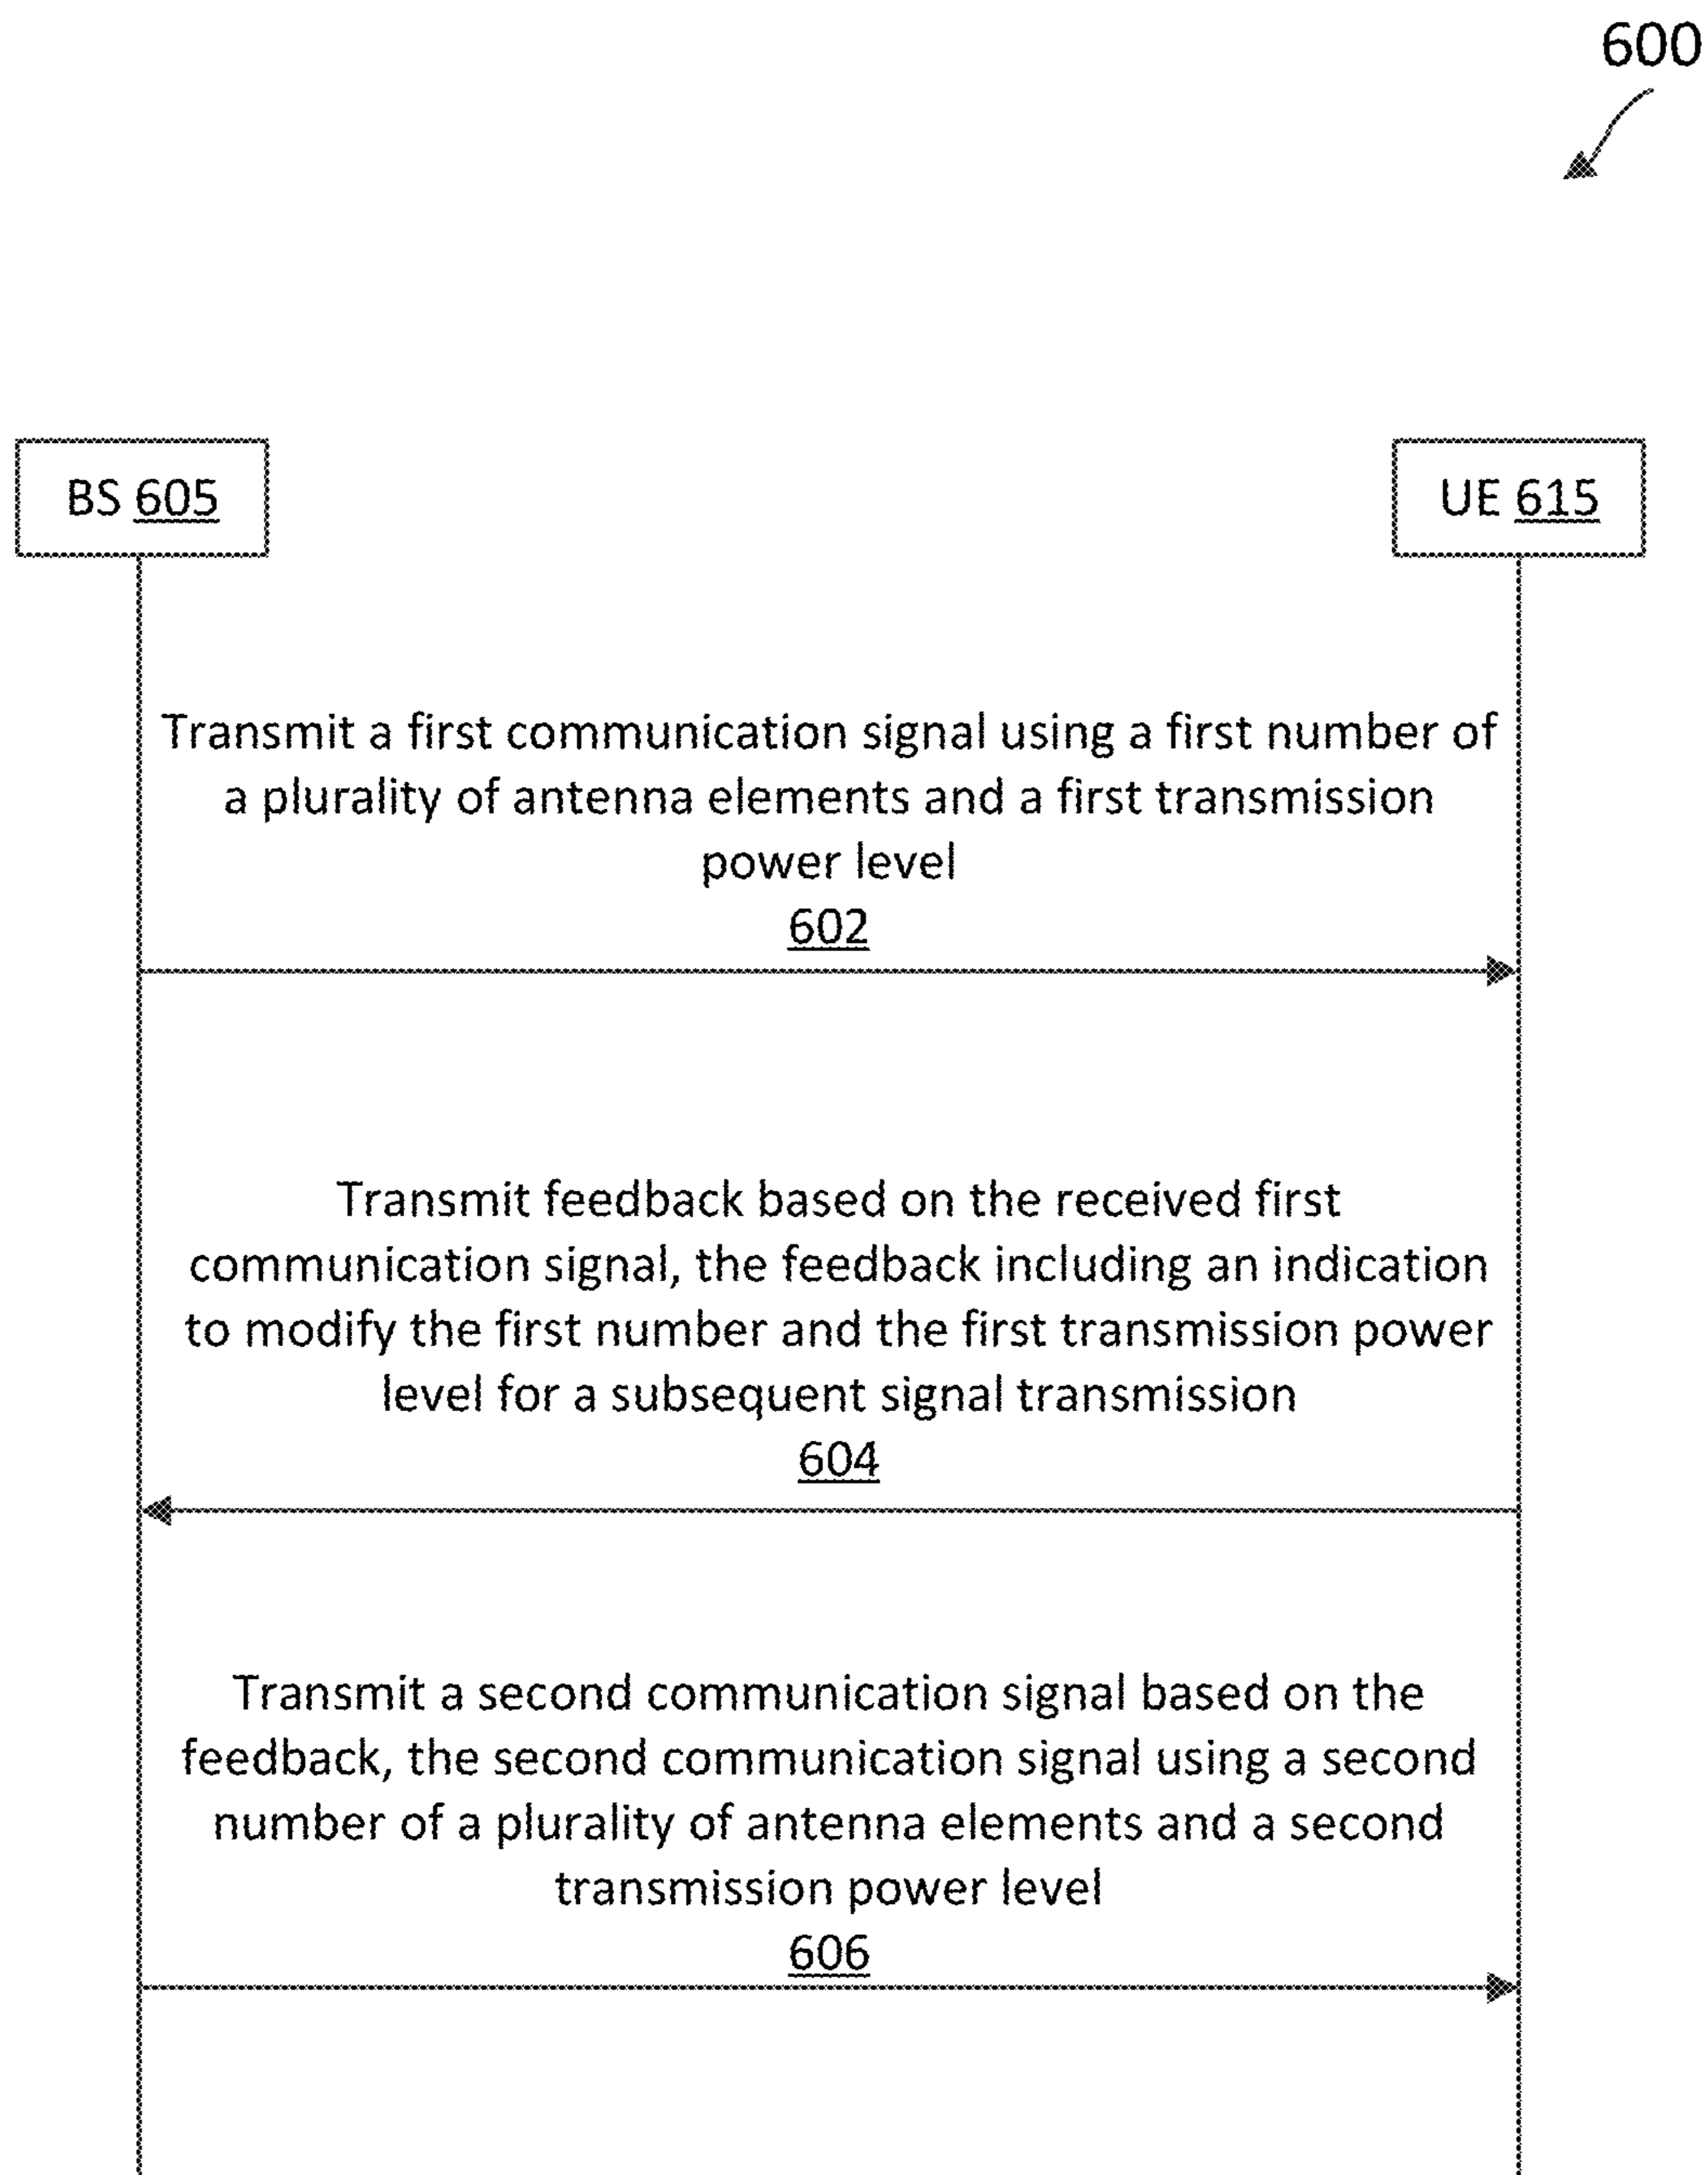 600
BS 605
UE 615
Transmit a first communication signal using a first number of
a plurality of antenna elements and a first transmission
power level
602
Transmit feedback based on the received first
communication signal, the feedback including an indication
to modify the first number and the first transmission power
level for a subsequent signal transmission
604
Transmit a second communication signal based on the
feedback, the second communication signal using a second
number of a plurality of antenna elements and a second
transmission power level
606